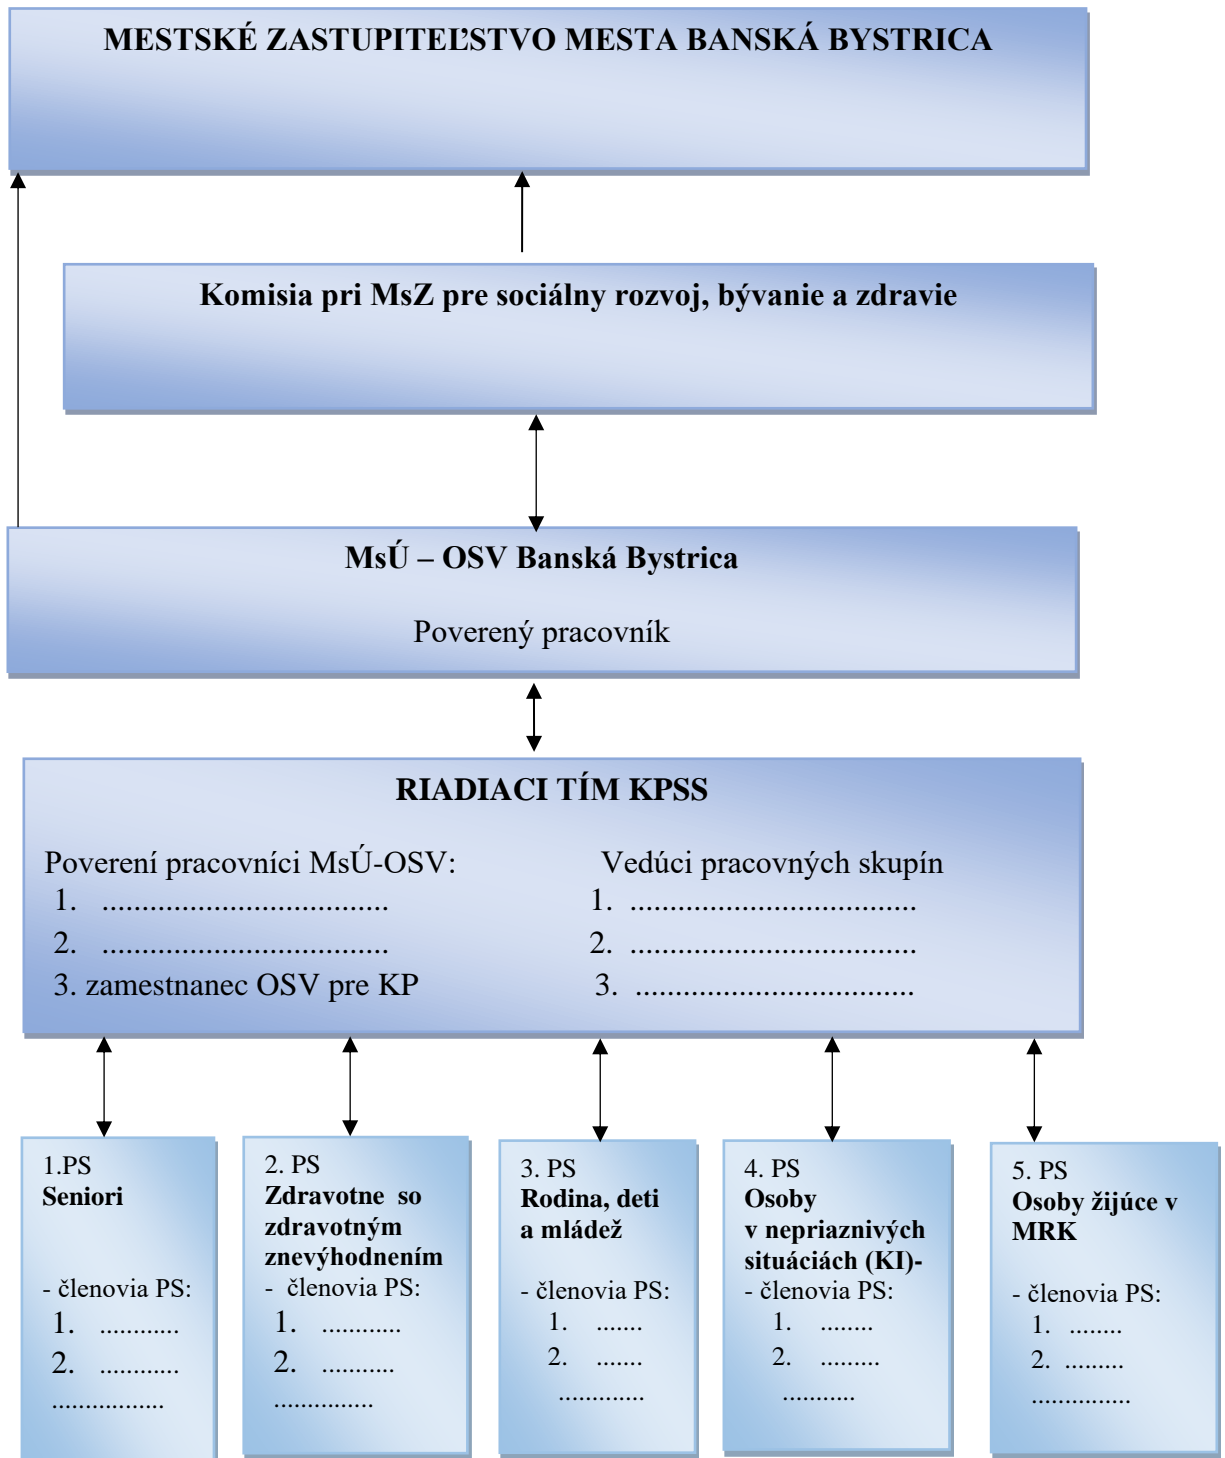 MESTSKÉ ZASTUPITEĽSTVO MESTA BANSKÁ BYSTRICA
Komisia pri MsZ pre sociálny rozvoj, bývanie a zdravie
MsÚ – OSV Banská Bystrica
Poverený pracovník
RIADIACI TÍM KPSS
Poverení pracovníci MsÚ-OSV:
1. ....................................
2. ....................................
3. zamestnanec OSV pre KP
Vedúci pracovných skupín
1. ....................................
2. ....................................
3. ...................................
1.PS
Seniori
- členovia PS:
1. ............
2. ............
.................
2. PS
Zdravotne so
zdravotným
znevýhodnením
- členovia PS:
1. ............
2. ...........
...............
3. PS
Rodina, deti
a mládež
- členovia PS:
1. .......
2. .......
.............
4. PS
Osoby
v nepriaznivých
situáciách (KI)-
- členovia PS:
1. ........
2. .........
...........
5. PS
Osoby žijúce v
MRK
- členovia PS:
1. ........
2. .........
...............